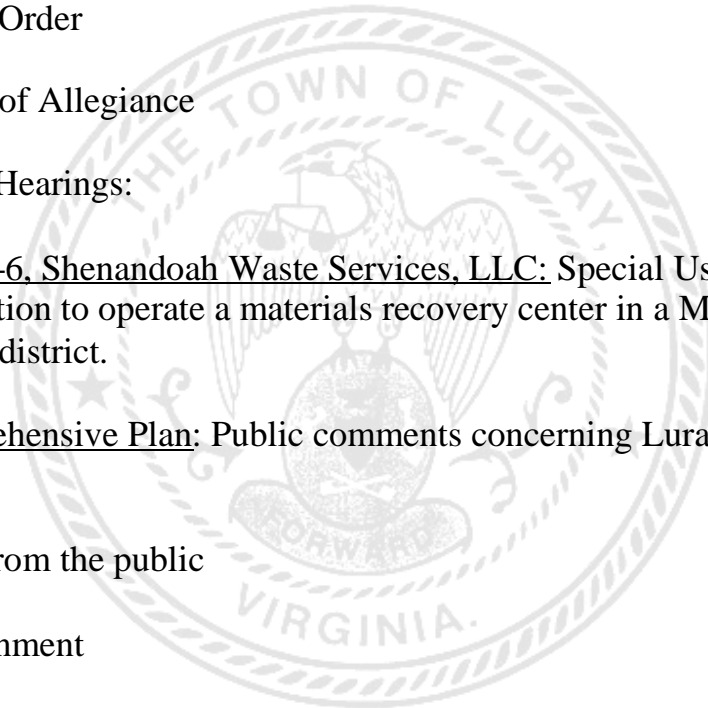 Order
of Allegiance
Hearings:
-6, Shenandoah Waste Services, LLC: Special Us
tion to operate a materials recovery center in a M
district.
ehensive Plan: Public comments concerning Lura
rom the public
nment
THE TOWN OF LURAY,
FORWARD
VIRGINIA.